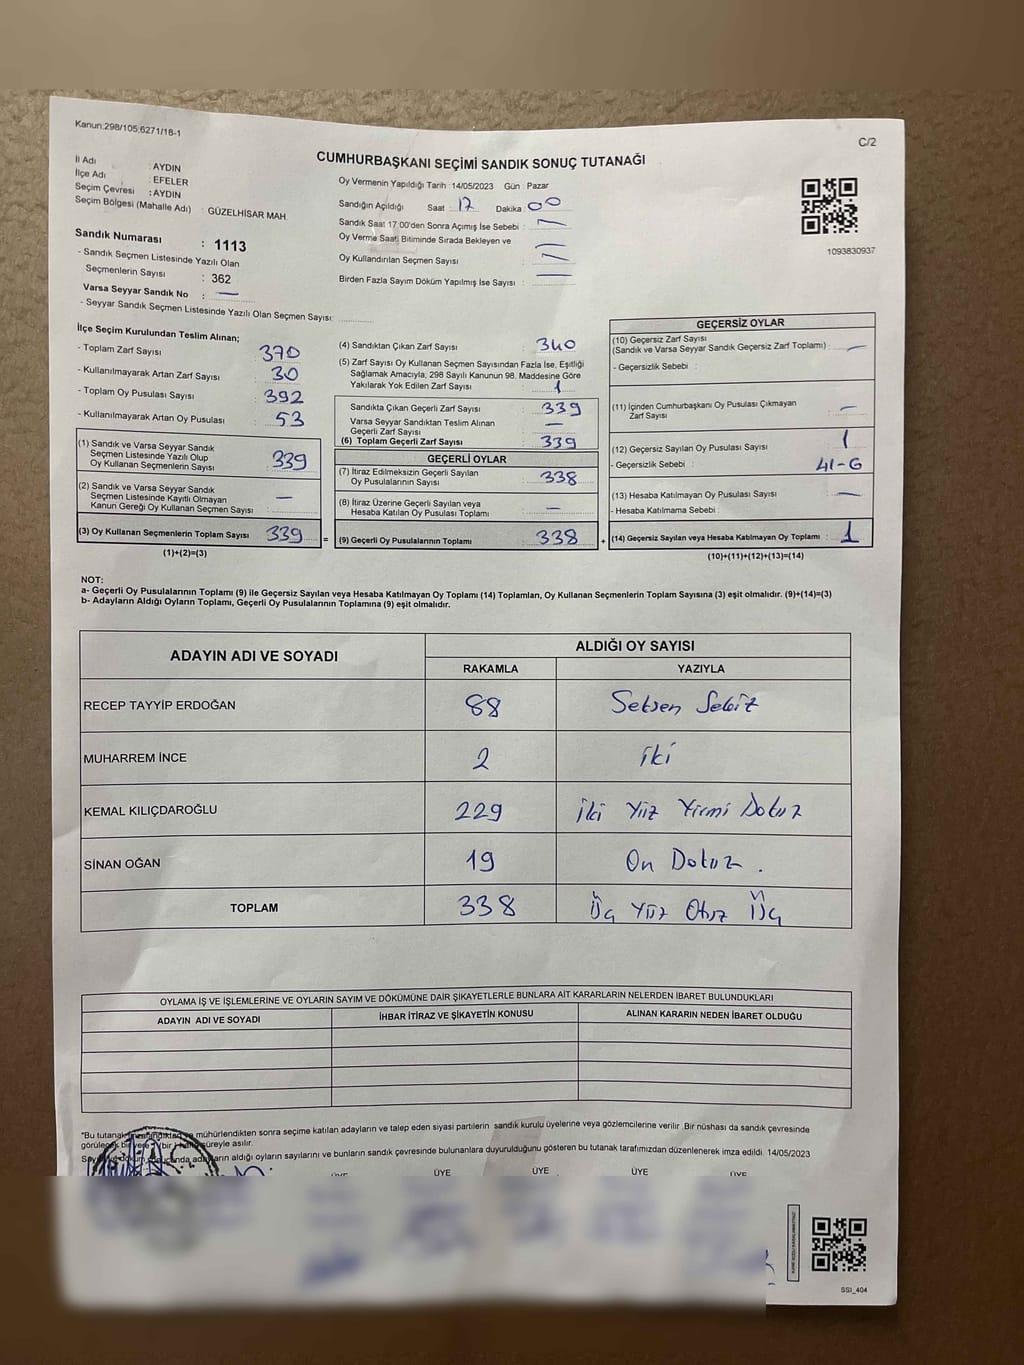 Kanun:298/105,6271/18-1
C/2
CUMHURBAŞKANI SEÇİMİ SANDIK SONUÇ TUTANAĞI
İl Adı : AYDIN
İlçe Adı : EFELER
Seçim Çevresi : AYDIN
Seçim Bölgesi (Mahalle Adı) : GÜZELHİSAR MAH
Oy Vermenin Yapıldığı Tarih : 14/05/2023 Gün : Pazar
Sandığın Açıldığı Saat : 17 Dakika : 00
Sandık Saat 17:00'den Sonra Açımış İse Sebebi : —
Oy Verme Saati Bitiminde Sırada Bekleyen ve —
Oy Kullandırılan Seçmen Sayısı : —
Birden Fazla Sayım Döküm Yapılmış İse Sayısı : —
1093830937
Sandık Numarası : 1113
- Sandık Seçmen Listesinde Yazılı Olan
Seçmenlerin Sayısı : 362
Varsa Seyyar Sandık No : —
- Seyyar Sandık Seçmen Listesinde Yazılı Olan Seçmen Sayısı:
İlçe Seçim Kurulundan Teslim Alınan;
- Toplam Zarf Sayısı : 370
- Kullanılmayarak Artan Zarf Sayısı : 30
- Toplam Oy Pusulası Sayısı : 392
- Kullanılmayarak Artan Oy Pusulası : 53
(1) Sandık ve Varsa Seyyar Sandık
Seçmen Listesinde Yazılı Olup
Oy Kullanan Seçmenlerin Sayısı : 339
(2) Sandık ve Varsa Seyyar Sandık
Seçmen Listesinde Kayıtlı Olmayan
Kanun Gereği Oy Kullanan Seçmen Sayısı : —
(3) Oy Kullanan Seçmenlerin Toplam Sayısı : 339 =
(1)+(2)=(3)
(4) Sandıktan Çıkan Zarf Sayısı : 340
(5) Zarf Sayısı Oy Kullanan Seçmen Sayısından Fazla İse, Eşitliği
Sağlamak Amacıyla, 298 Sayılı Kanunun 98. Maddesine Göre
Yakılarak Yok Edilen Zarf Sayısı : 1
Sandıkta Çıkan Geçerli Zarf Sayısı : 339
Varsa Seyyar Sandıktan Teslim Alınan
Geçerli Zarf Sayısı : —
(6) Toplam Geçerli Zarf Sayısı : 339
GEÇERLİ OYLAR
(7) İtiraz Edilmeksizin Geçerli Sayılan
Oy Pusulalarının Sayısı : 338
(8) İtiraz Üzerine Geçerli Sayılan veya
Hesaba Katılan Oy Pusulası Toplamı : —
(9) Geçerli Oy Pusulalarının Toplamı : 338 +
GEÇERSİZ OYLAR
(10) Geçersiz Zarf Sayısı
(Sandık ve Varsa Seyyar Sandık Geçersiz Zarf Toplamı) : —
- Geçersizlik Sebebi :
(11) İçinden Cumhurbaşkanı Oy Pusulası Çıkmayan
Zarf Sayısı : —
(12) Geçersiz Sayılan Oy Pusulası Sayısı : 1
- Geçersizlik Sebebi : 41-G
(13) Hesaba Katılmayan Oy Pusulası Sayısı : —
- Hesaba Katılmama Sebebi :
(14) Geçersiz Sayılan veya Hesaba Katılmayan Oy Toplamı : 1
(10)+(11)+(12)+(13)=(14)
NOT:
a- Geçerli Oy Pusulalarının Toplamı (9) ile Geçersiz Sayılan veya Hesaba Katılmayan Oy Toplamı (14) Toplamları, Oy Kullanan Seçmenlerin Toplam Sayısına (3) eşit olmalıdır. (9)+(14)=(3)
b- Adayların Aldığı Oyların Toplamı, Geçerli Oy Pusulalarının Toplamına (9) eşit olmalıdır.
ADAYIN ADI VE SOYADI ALDIĞI OY SAYISI
RAKAMLA YAZIYLA
RECEP TAYYİP ERDOĞAN 88 Seksen Sekiz
MUHARREM İNCE 2 iki
KEMAL KILIÇDAROĞLU 229 iki Yüz Yirmi Dokuz
SİNAN OĞAN 19 On Dokuz .
TOPLAM 338 Üç Yüz Otuz Üç
OYLAMA İŞ VE İŞLEMLERİNE VE OYLARIN SAYIM VE DÖKÜMÜNE DAİR ŞİKAYETLERLE BUNLARA AİT KARARLARIN NELERDEN İBARET BULUNDUKLARI
ADAYIN ADI VE SOYADI İHBAR İTİRAZ VE ŞİKAYETİN KONUSU ALINAN KARARIN NEDEN İBARET OLDUĞU
"Bu tutanak mühürlendikten sonra seçime katılan adayların ve talep eden siyasi partilerin sandık kurulu üyelerine veya gözlemcilerine verilir .Bir nüshası da sandık çevresinde
süreyle asılır.
aldığı oyların sayılarını ve bunların sandık çevresinde bulunanlara duyurulduğunu gösteren bu tutanak tarafımızdan düzenlenerek imza edildi. 14/05/2023
ÜYE ÜYE ÜYE ÜYE ÜYE
SSI_404